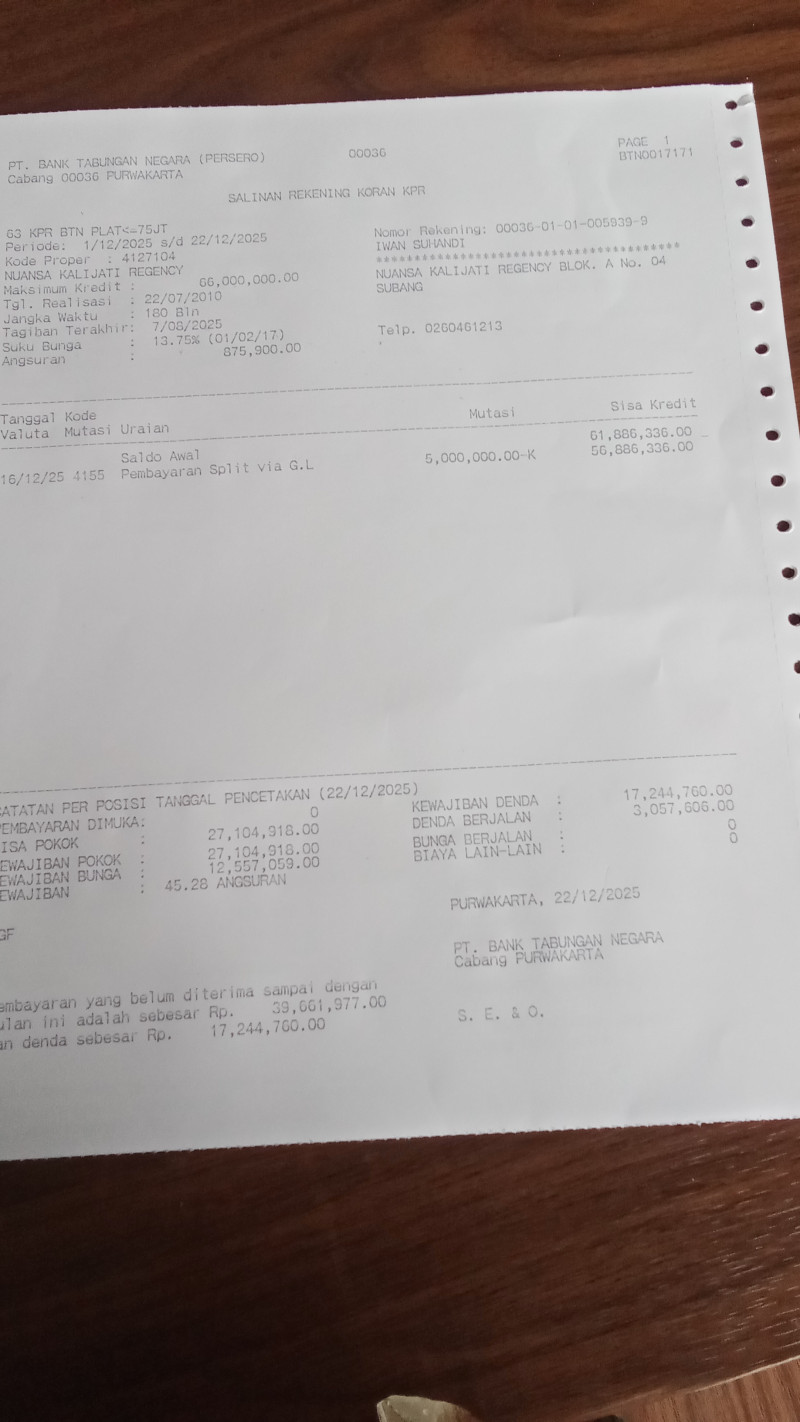 PT. BANK TABUNGAN NEGARA (PERSERO) 00036 PAGE 1
Cabang 00036 PURWAKARTA BTN0017171
SALINAN REKENING KORAN KPR
63 KPR BTN PLAT<=75JT Nomor Rekening: 00036-01-01-005939-9
Periode: 1/12/2025 s/d 22/12/2025 IWAN SUHANDI
Kode Proper : 4127104 ****************************************
NUANSA KALIJATI REGENCY NUANSA KALIJATI REGENCY BLOK. A No. 04
Maksimum Kredit : 66,000,000.00 SUBANG
Tgl. Realisasi : 22/07/2010
Jangka Waktu : 180 Bln
Tagihan Terakhir: 7/08/2025 Telp. 0260461213
Suku Bunga : 13.75% (01/02/17)
Angsuran : 875,900.00
Tanggal Kode Mutasi Sisa Kredit
Valuta Mutasi Uraian
Saldo Awal 61,886,336.00
16/12/25 4155 Pembayaran Split via G.L 5,000,000.00-K 56,886,336.00
ATATAN PER POSISI TANGGAL PENCETAKAN (22/12/2025)
EMBAYARAN DIMUKA: 0 KEWAJIBAN DENDA : 17,244,760.00
ISA POKOK : 27,104,918.00 DENDA BERJALAN : 3,057,606.00
EWAJIBAN POKOK : 27,104,918.00 BUNGA BERJALAN : 0
EWAJIBAN BUNGA : 12,557,059.00 BIAYA LAIN-LAIN : 0
EWAJIBAN : 45.28 ANGSURAN
PURWAKARTA, 22/12/2025
GF
PT. BANK TABUNGAN NEGARA
Cabang PURWAKARTA
embayaran yang belum diterima sampai dengan
ulan ini adalah sebesar Rp. 39,661,977.00
an denda sebesar Rp. 17,244,760.00
S. E. & O.